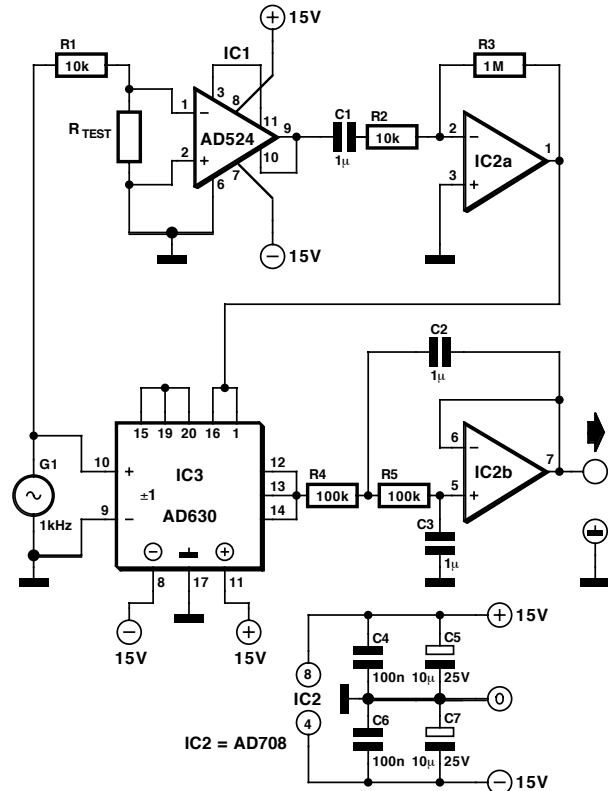 15V
R1
10k
IC1
3
8
1
11
AD524
9
10
2
6
7
R TEST
15V
C1
1µ
R2
10k
R3
1M
2
3
1
IC2a
15
19
20
16
1
G1
1kHz
10
9
IC3
±1
AD630
12
13
14
8
17
11
15V
15V
R4
100k
R5
100k
C2
1µ
6
5
7
IC2b
C3
1µ
15V
C4
100n
C5
10µ 25V
8
IC2
4
0
C6
100n
C7
10µ 25V
15V
IC2 = AD708